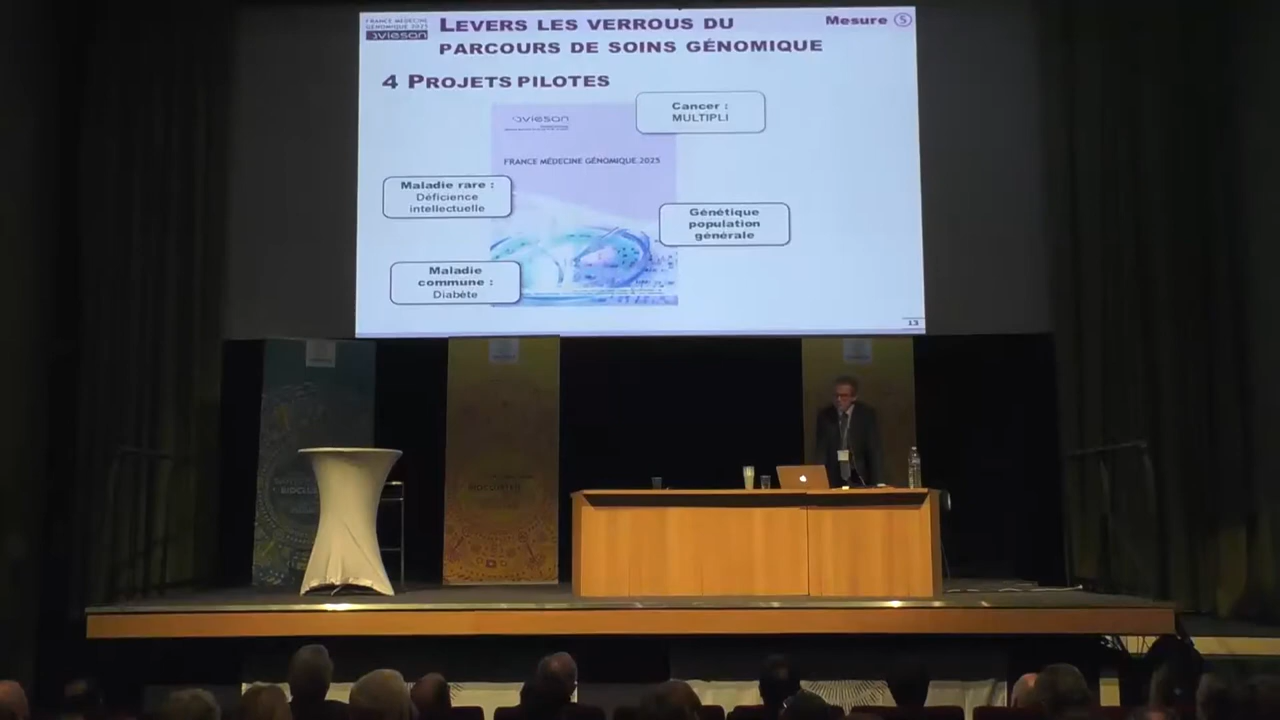 FRANCE MÉDECINE
GÉNOMIQUE 2025
aviesan
LEVERS LES VERROUS DU
PARCOURS DE SOINS GÉNOMIQUE
Mesure 5
4 PROJETS PILOTES
Cancer :
MULTIPLI
aviesan
FRANCE MÉDECINE GÉNOMIQUE 2025
Maladie rare :
Déficience
intellectuelle
Génétique
population
générale
Maladie
commune :
Diabète
13